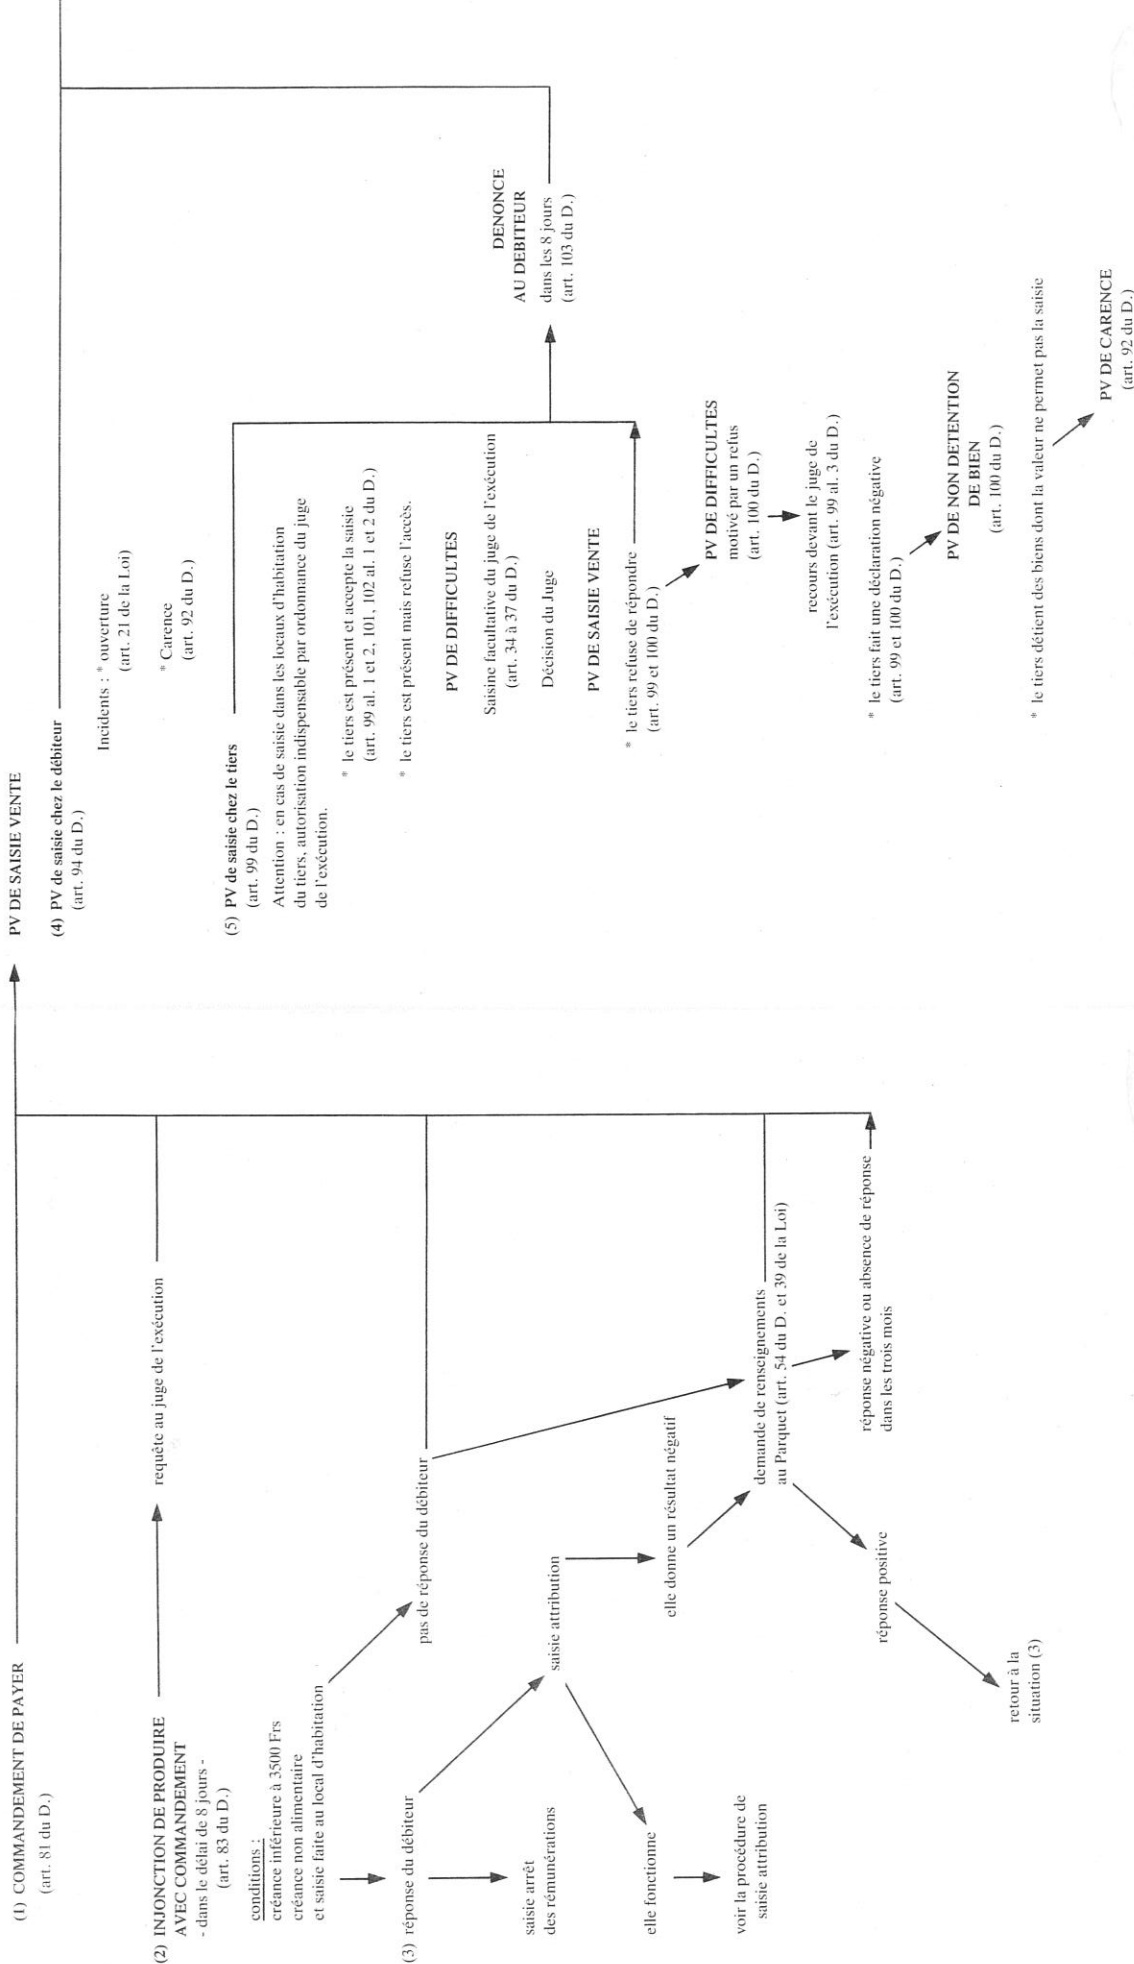 (1) COMMANDEMENT DE PAYER
(art. 81 du D.)
(2) INJONCTION DE PRODUIRE
AVEC COMMANDEMENT
- dans le délai de 8 jours -
(art. 83 du D.)
requête au juge de l'exécution
conditions :
créance inférieure à 3500 Frs
créance non alimentaire
et saisie faite au local d'habitation
pas de réponse du débiteur
(3) réponse du débiteur
saisie arrêt
des rémunérations
saisie attribution
elle fonctionne
voir la procédure de
saisie attribution
elle donne un résultat négatif
demande de renseignements
au Parquet (art. 54 du D. et 39 de la Loi)
réponse négative ou absence de réponse
dans les trois mois
réponse positive
retour à la
situation (3)
PV DE SAISIE VENTE
(4) PV de saisie chez le débiteur
(art. 94 du D.)
Incidents : * ouverture
(art. 21 de la Loi)
* Carence
(art. 92 du D.)
(5) PV de saisie chez le tiers
(art. 99 du D.)
Attention : en cas de saisie dans les locaux d'habitation
du tiers, autorisation indispensable par ordonnance du juge
de l'exécution.
* le tiers est présent et accepte la saisie
(art. 99 al. 1 et 2, 101, 102 al. 1 et 2 du D.)
* le tiers est présent mais refuse l'accès.
PV DE DIFFICULTES
Saisine facultative du juge de l'exécution
(art. 34 à 37 du D.)
Décision du Juge
PV DE SAISIE VENTE
* le tiers refuse de répondre
(art. 99 et 100 du D.)
PV DE DIFFICULTES
motivé par un refus
(art. 100 du D.)
recours devant le juge de
l'exécution (art. 99 al. 3 du D.)
* le tiers fait une déclaration négative
(art. 99 et 100 du D.)
PV DE NON DETENTION
DE BIEN
(art. 100 du D.)
* le tiers détient des biens dont la valeur ne permet pas la saisie
PV DE CARENCE
(art. 92 du D.)
DENONCE
AU DEBITEUR
dans les 8 jours
(art. 103 du D.)